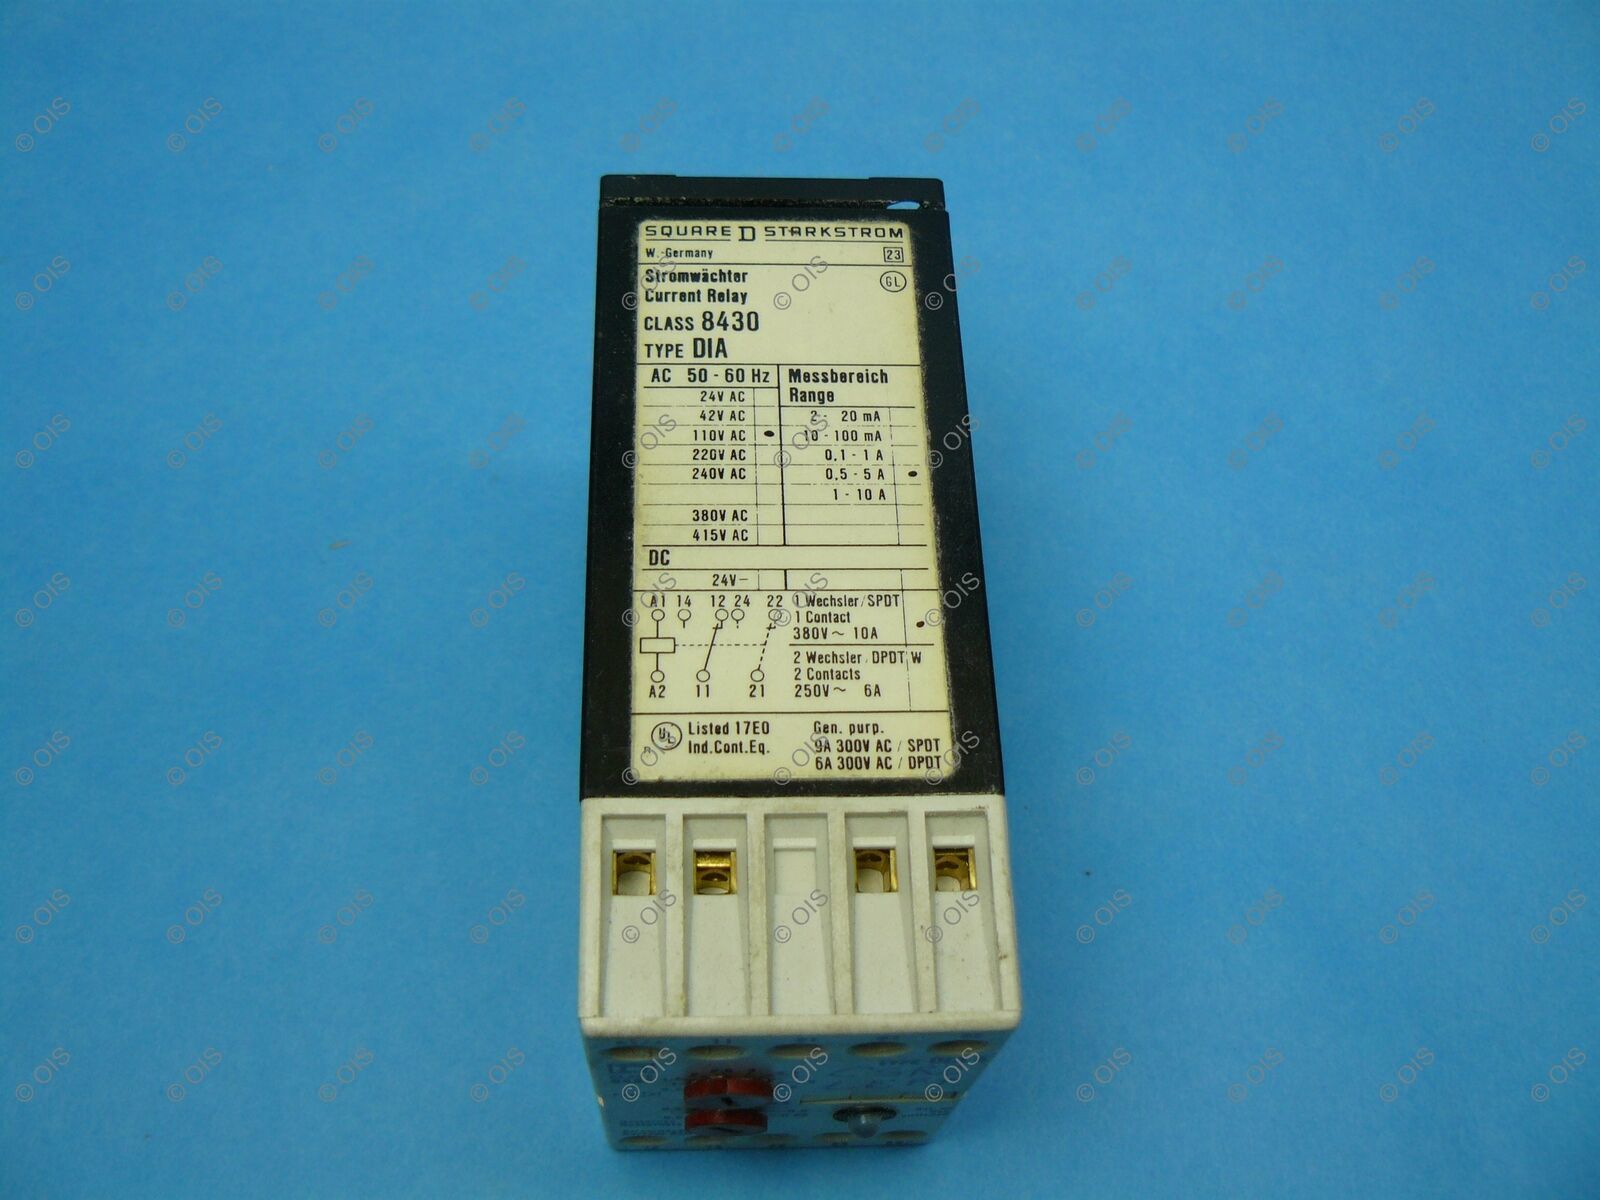 SQUARE D STARKSTROM
W.-Germany 23
Stromwächter GL
Current Relay
CLASS 8430
TYPE DIA
AC 50 - 60 Hz
24V AC
42V AC
110V AC •
220V AC
240V AC
380V AC
415V AC
Messbereich
Range
2 - 20 mA
10 - 100 mA
0,1 - 1 A
0,5 - 5 A •
1 - 10 A
DC
24V–
A1 14 12 24 22
A2 11 21
1 Wechsler/SPDT
1 Contact
380V ~ 10A •
2 Wechsler/DPDT W
2 Contacts
250V ~ 6A
UL Listed 17E0
Ind.Cont.Eq.
Gen. purp.
9A 300V AC / SPDT
6A 300V AC / DPDT
© OIS